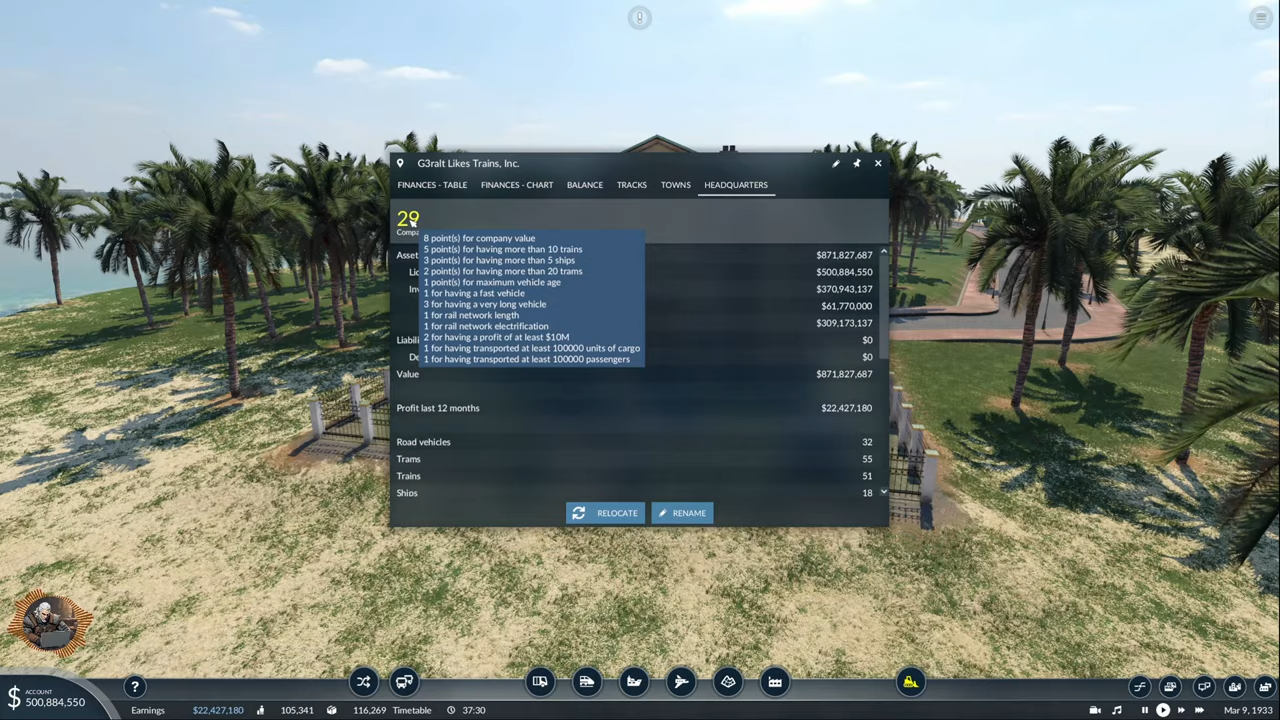 G3ralt Likes Trains, Inc.
FINANCES - TABLE FINANCES - CHART BALANCE TRACKS TOWNS HEADQUARTERS
29
8 point(s) for company value
5 point(s) for having more than 10 trains
3 point(s) for having more than 5 ships
2 point(s) for having more than 20 trams
1 point(s) for maximum vehicle age
1 for having a fast vehicle
3 for having a very long vehicle
1 for rail network length
1 for rail network electrification
2 for having a profit of at least $10M
1 for having transported at least 100000 units of cargo
1 for having transported at least 100000 passengers
$871,827,687
$500,884,550
$370,943,137
$61,770,000
$309,173,137
$0
$0
Value $871,827,687
Profit last 12 months $22,427,180
Road vehicles 32
Trams 55
Trains 51
Ships 18
RELOCATE RENAME
$ ACCOUNT
500,884,550
?
Earnings $22,427,180 105,341 116,269 Timetable 37:30 Mar 9, 1933